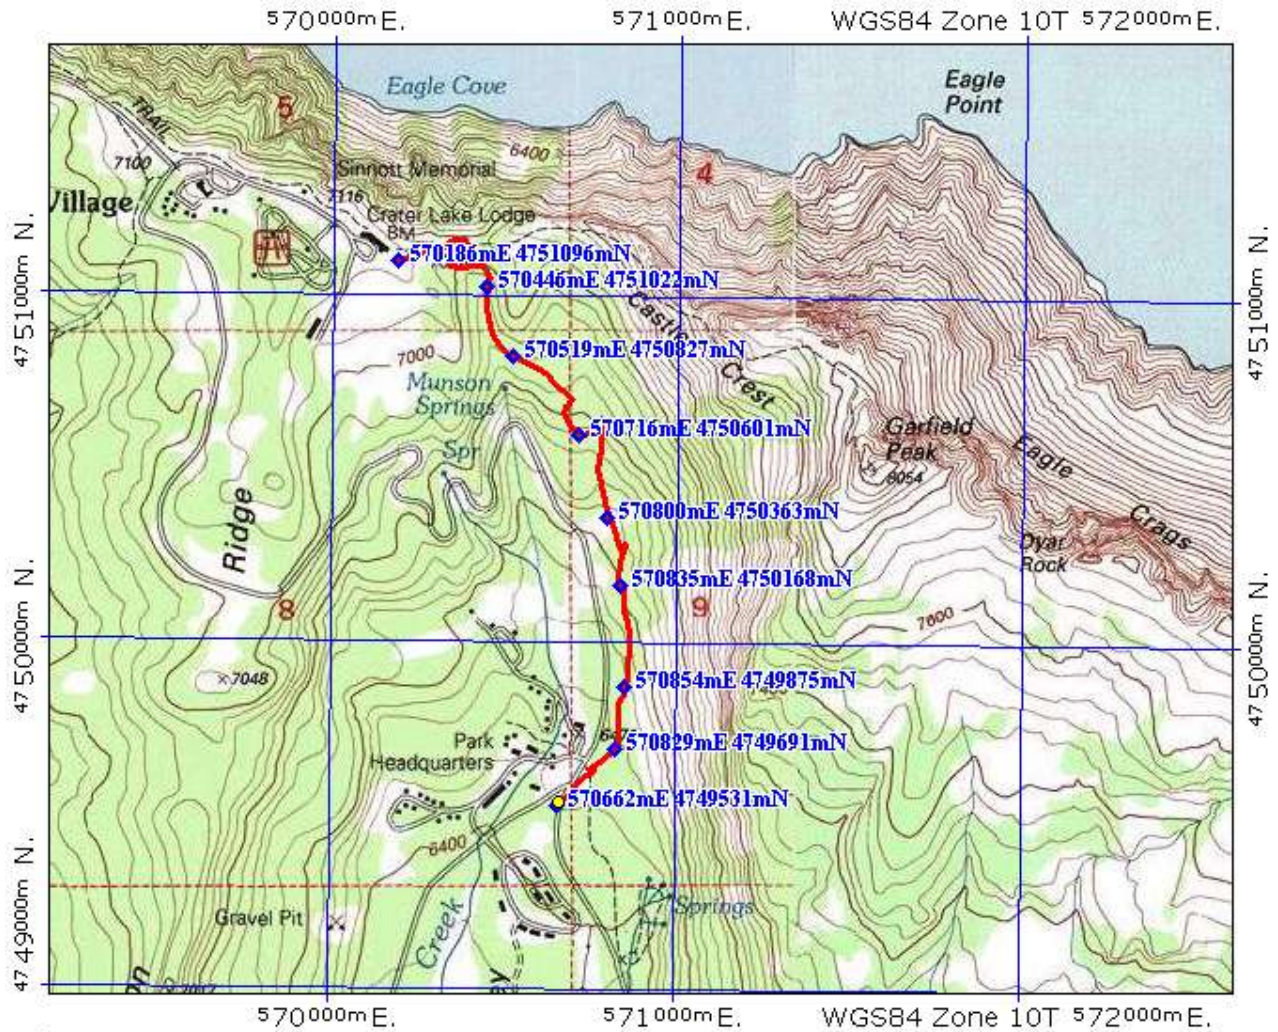 570000mE. 571000mE. WGS84 Zone 10T 572000mE.
Eagle Cove
Eagle
Point
5
TRAIL
7100
6400
4
Sinnott Memorial
7116
Village
Crater Lake Lodge
BM
570186mE 4751096mN
570446mE 4751022mN
4751000m N.
4751000m N.
Castle
Crest
570519mE 4750827mN
7000
Munson
Springs
570716mE 4750601mN
Garfield
Peak
8054
Eagle
Crags
Spr
Ridge
570800mE 4750363mN
Dyar
Rock
570835mE 4750168mN
8
9
7600
4750000m N.
4750000m N.
7048
570854mE 4749875mN
Park
Headquarters
570829mE 4749691mN
570662mE 4749531mN
6400
4749000m N.
Gravel Pit
Creek
Springs
570000mE. 571000mE. WGS84 Zone 10T 572000mE.